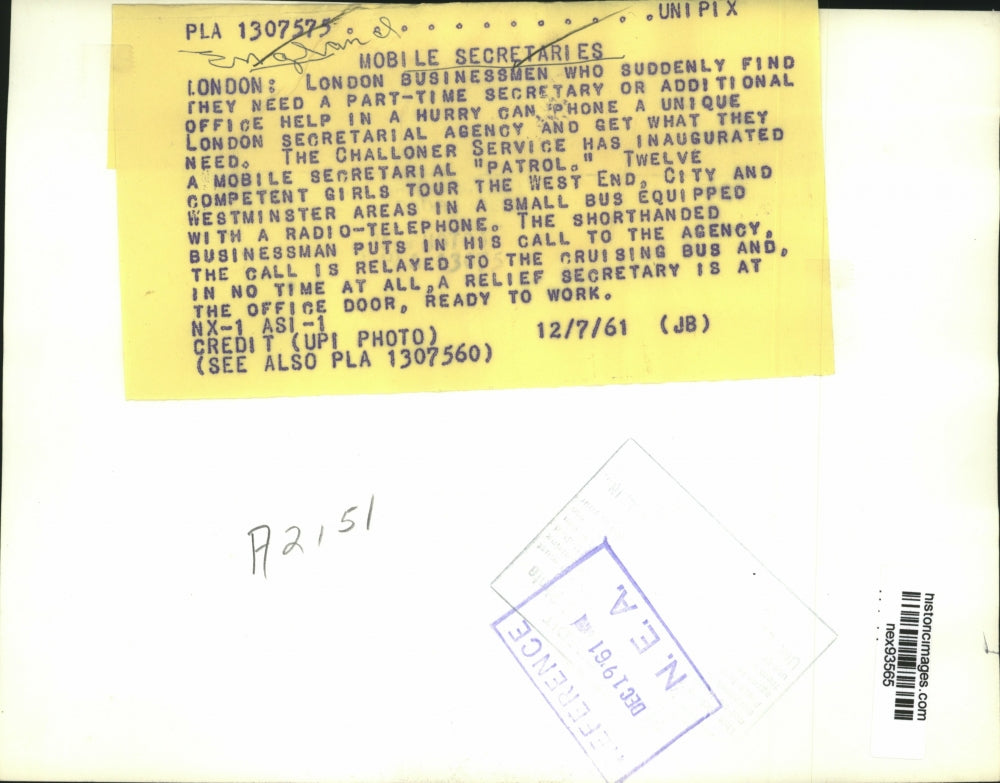 PLA 1307575 . . . . . . . . . . . . .UNIPIX
England
MOBILE SECRETARIES
LONDON: LONDON BUSINESSMEN WHO SUDDENLY FIND
THEY NEED A PART-TIME SECRETARY OR ADDITIONAL
OFFICE HELP IN A HURRY CAN PHONE A UNIQUE
LONDON SECRETARIAL AGENCY AND GET WHAT THEY
NEED. THE CHALLONER SERVICE HAS INAUGURATED
A MOBILE SECRETARIAL "PATROL." TWELVE
COMPETENT GIRLS TOUR THE WEST END, CITY AND
WESTMINSTER AREAS IN A SMALL BUS EQUIPPED
WITH A RADIO-TELEPHONE. THE SHORTHANDED
BUSINESSMAN PUTS IN HIS CALL TO THE AGENCY,
THE CALL IS RELAYED TO THE CRUISING BUS AND,
IN NO TIME AT ALL, A RELIEF SECRETARY IS AT
THE OFFICE DOOR, READY TO WORK.
NX-1 ASI-1
CREDIT (UPI PHOTO) 12/7/61 (JB)
(SEE ALSO PLA 1307560)
A2151
REFERENCE
DEC 19 '61
N. E. A.
historicimages.com
nex93565